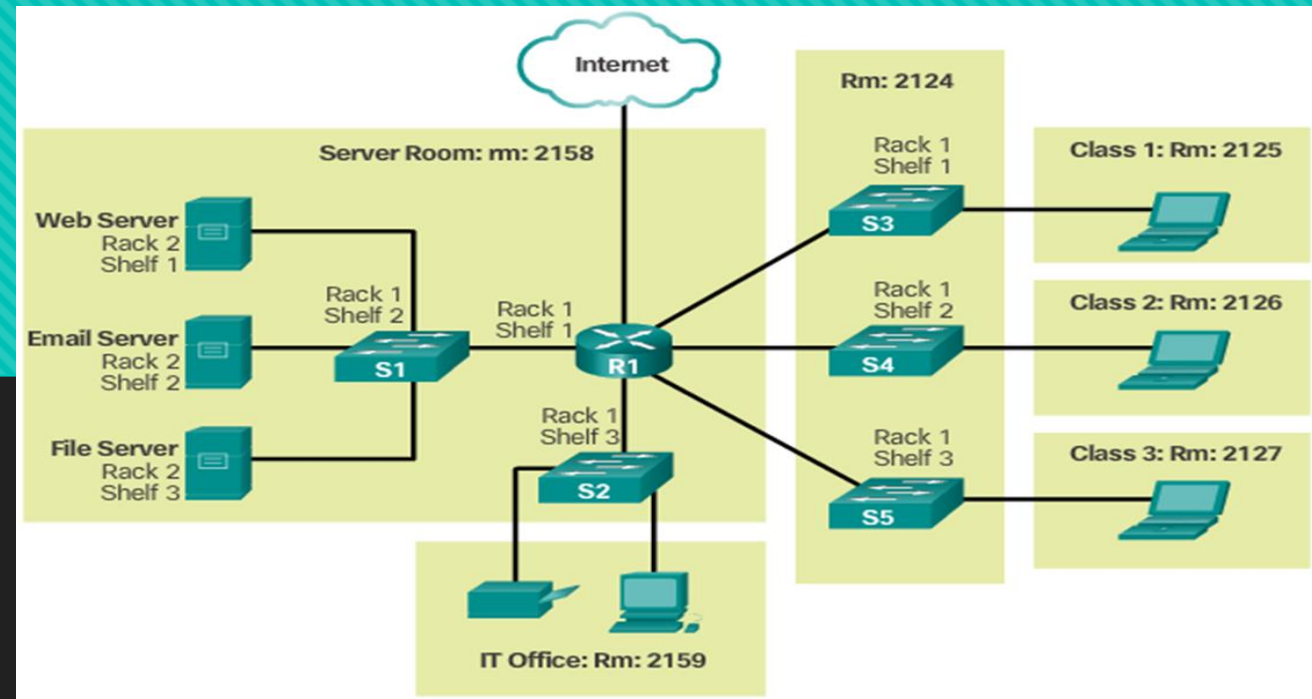 Internet
Server Room: rm: 2158
Web Server
Rack 2
Shelf 1
Email Server
Rack 2
Shelf 2
File Server
Rack 2
Shelf 3
Rack 1
Shelf 2
S1
Rack 1
Shelf 1
R1
Rack 1
Shelf 3
S2
IT Office: Rm: 2159
Rm: 2124
Rack 1
Shelf 1
S3
Rack 1
Shelf 2
S4
Rack 1
Shelf 3
S5
Class 1: Rm: 2125
Class 2: Rm: 2126
Class 3: Rm: 2127